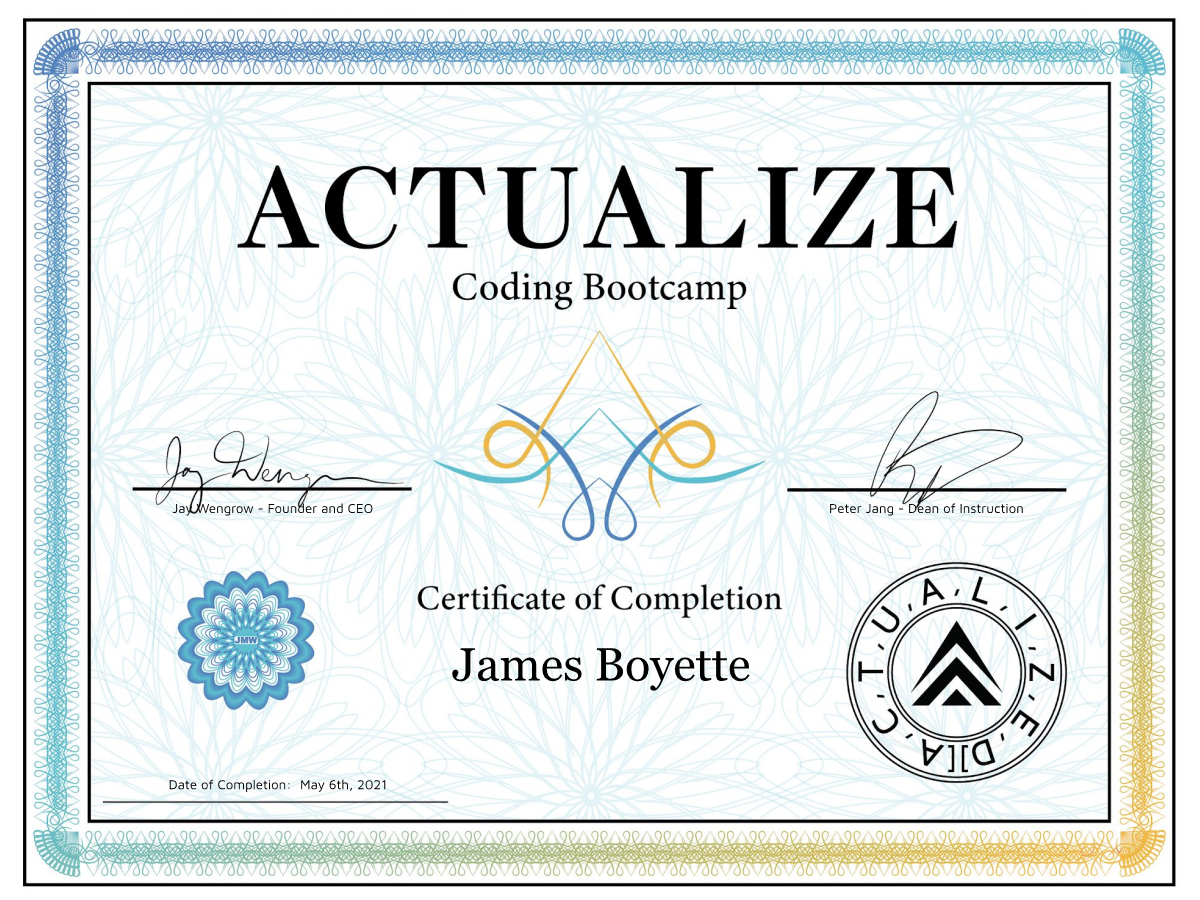 ACTUALIZE
Coding Bootcamp
Jay Wengrow
Jay Wengrow - Founder and CEO
Peter Jang - Dean of Instruction
Certificate of Completion
James Boyette
JMW
[A,C,T,U,A,L,I,Z,E,D]
Date of Completion: May 6th, 2021